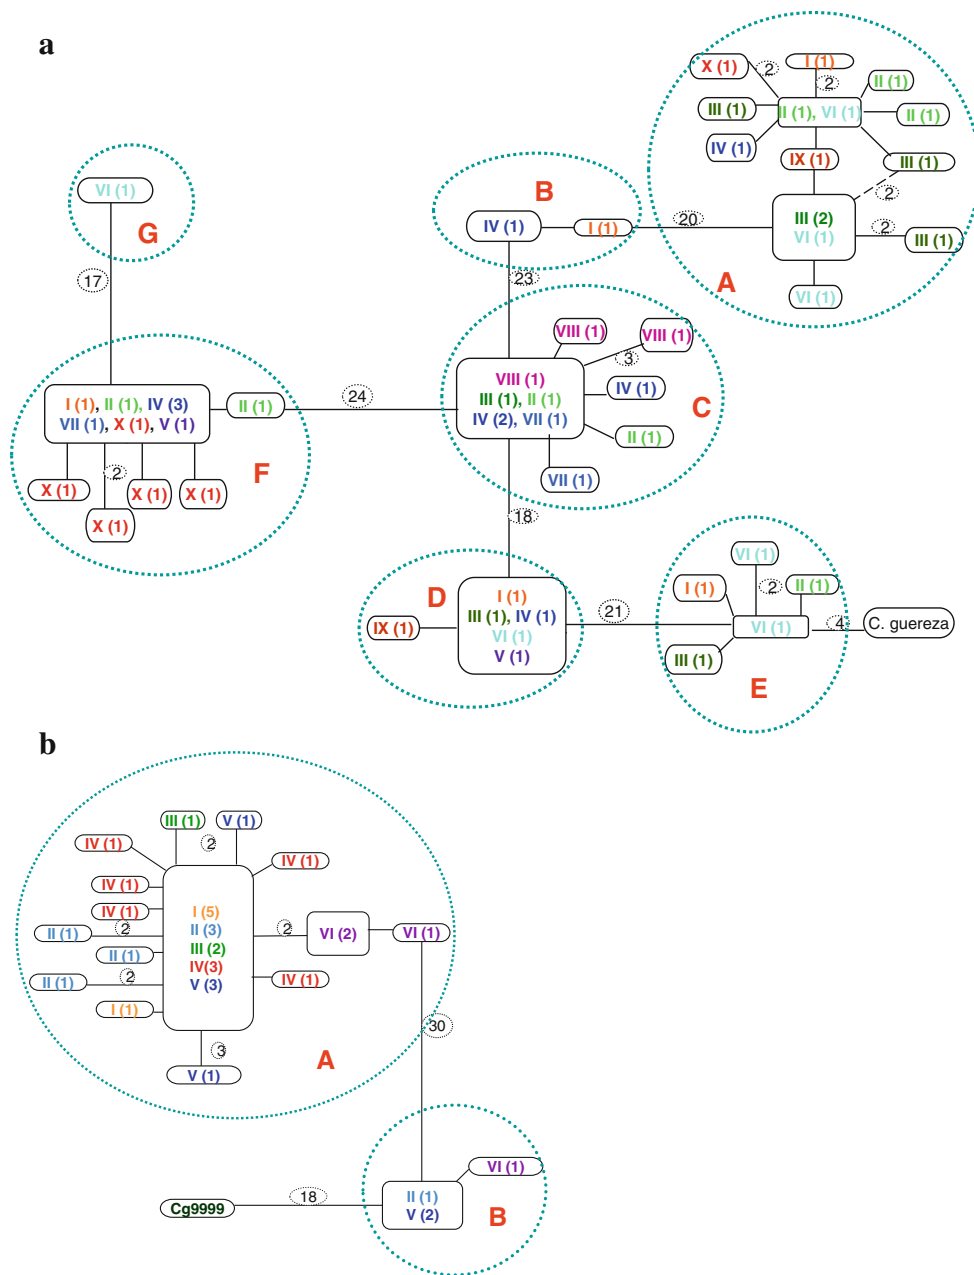 a
X (1)
2
I (1)
2
II (1)
III (1)
II (1), VI (1)
II (1)
IV (1)
IX (1)
III (1)
2
III (2)
VI (1)
2
III (1)
VI (1)
A
B
IV (1)
I (1)
20
23
VI (1)
G
17
VIII (1)
VIII (1)
3
VIII (1)
III (1), II (1)
IV (2), VII (1)
IV (1)
II (1)
VII (1)
C
I (1), II (1), IV (3)
VII (1), X (1), V (1)
II (1)
24
2
X (1)
X (1)
X (1)
X (1)
F
18
D
I (1)
III (1), IV (1)
VI (1)
V (1)
IX (1)
21
VI (1)
I (1)
2
II (1)
VI (1)
III (1)
4
C. guereza
E
b
III (1)
V (1)
2
IV (1)
IV (1)
IV (1)
IV (1)
2
II (1)
II (1)
2
II (1)
I (1)
I (5)
II (3)
III (2)
IV(3)
V (3)
2
VI (2)
VI (1)
IV (1)
3
V (1)
A
30
VI (1)
II (1)
V (2)
B
18
Cg9999